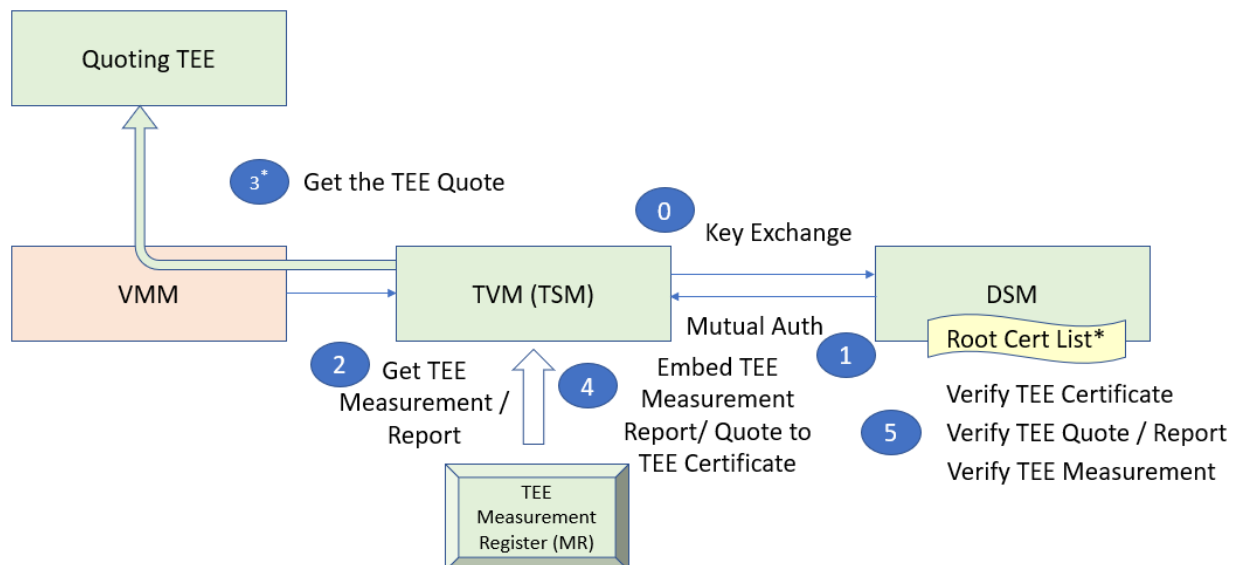 Quoting TEE
3*
Get the TEE Quote
0
Key Exchange
VMM
TVM (TSM)
DSM
Root Cert List*
Mutual Auth
1
2
Get TEE
Measurement /
Report
4
Embed TEE
Measurement
Report/ Quote to
TEE Certificate
5
Verify TEE Certificate
Verify TEE Quote / Report
Verify TEE Measurement
TEE
Measurement
Register (MR)